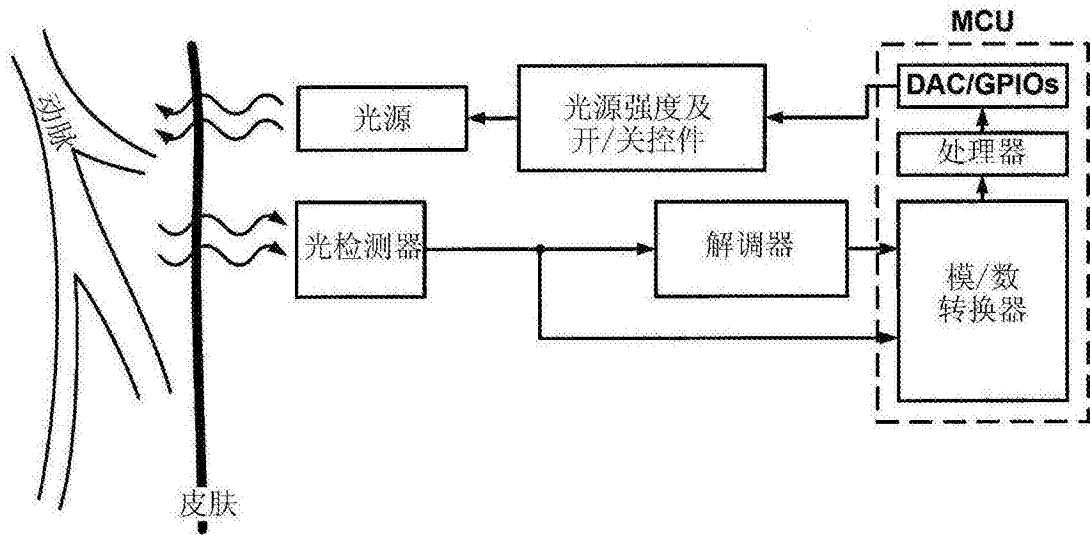 MCU
动脉
光源
光源强度及
开/关控件
DAC/GPIOs
处理器
光检测器
解调器
模/数
转换器
皮肤